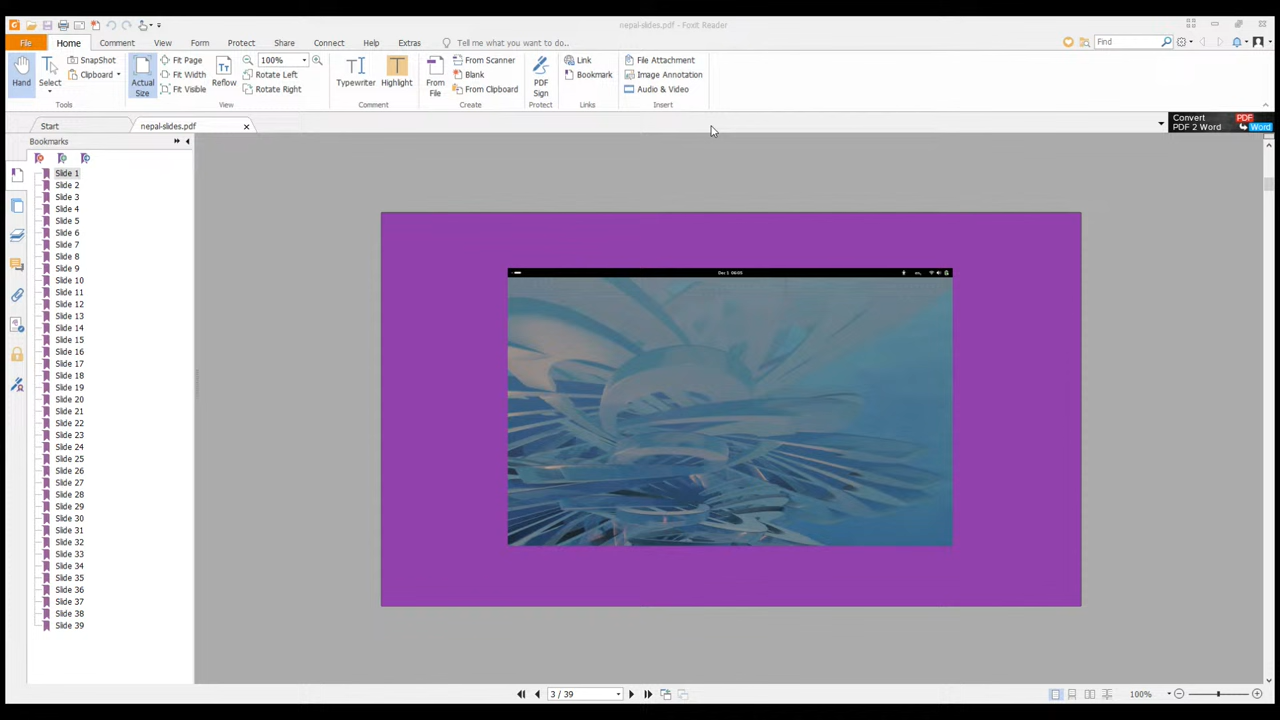 nepal-slides.pdf - Foxit Reader
File Home Comment View Form Protect Share Connect Help Extras Tell me what you want to do.. Find
Hand
Select
SnapShot
Clipboard
Tools
Actual
Size
Fit Page
Fit Width
Fit Visible
Reflow
100%
Rotate Left
Rotate Right
View
Typewriter
Highlight
Comment
From
File
From Scanner
Blank
From Clipboard
Create
PDF
Sign
Protect
Link
Bookmark
Links
File Attachment
Image Annotation
Audio & Video
Insert
Start
nepal-slides.pdf
Convert PDF
PDF 2 Word Word
Bookmarks
Slide 1
Slide 2
Slide 3
Slide 4
Slide 5
Slide 6
Slide 7
Slide 8
Slide 9
Slide 10
Slide 11
Slide 12
Slide 13
Slide 14
Slide 15
Slide 16
Slide 17
Slide 18
Slide 19
Slide 20
Slide 21
Slide 22
Slide 23
Slide 24
Slide 25
Slide 26
Slide 27
Slide 28
Slide 29
Slide 30
Slide 31
Slide 32
Slide 33
Slide 34
Slide 35
Slide 36
Slide 37
Slide 38
Slide 39
3 / 39
100%